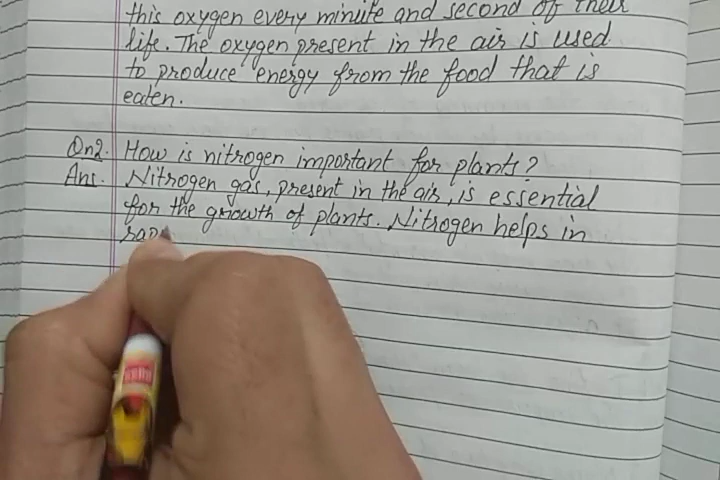 this oxygen every minute and second of their
life. The oxygen present in the air is used
to produce energy from the food that is
eaten.
Qn2. How is nitrogen important for plants?
Ans. Nitrogen gas, present in the air, is essential
for the growth of plants. Nitrogen helps in